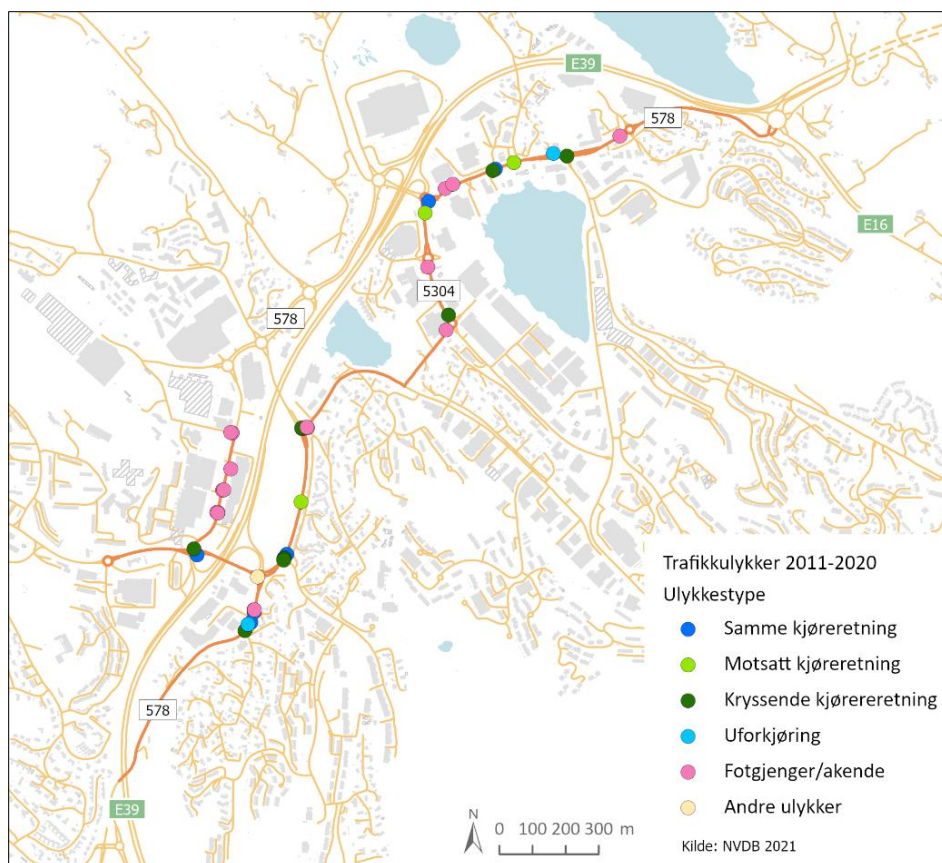 E39
578
E16
5304
578
578
E39
Trafikkulykker 2011-2020
Ulykkestype
Samme kjøreretning
Motsatt kjøreretning
Kryssende kjørereretning
Uforkjøring
Fotgjenger/akende
Andre ulykker
N
0 100 200 300 m
Kilde: NVDB 2021